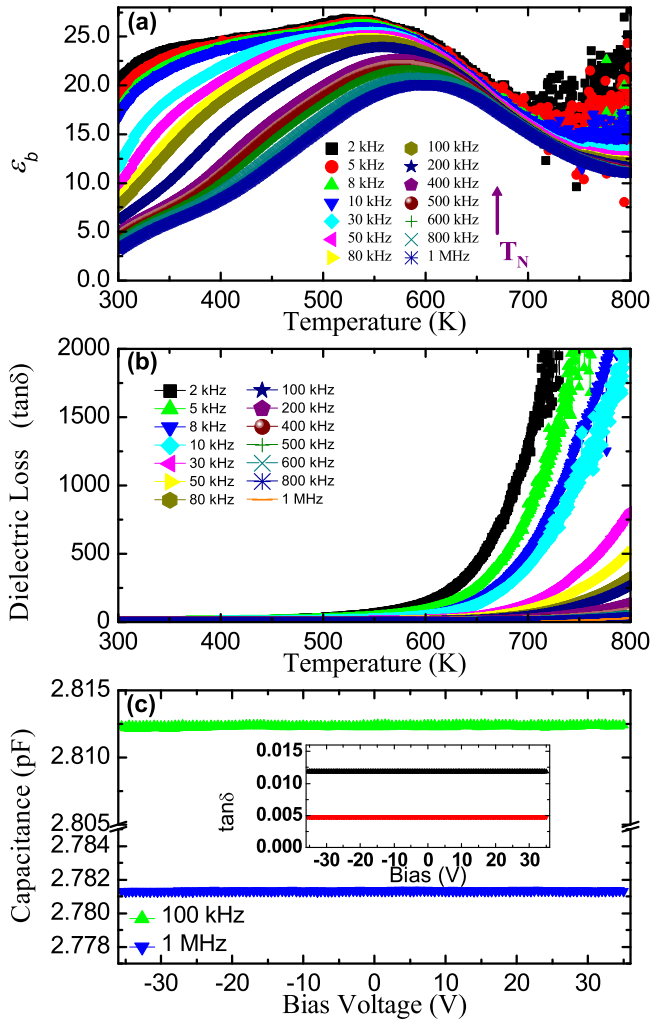 (a)
25.0
20.0
15.0
10.0
5.0
0.0
ε_b
2 kHz 100 kHz
5 kHz 200 kHz
8 kHz 400 kHz
10 kHz 500 kHz
30 kHz 600 kHz
50 kHz 800 kHz
80 kHz 1 MHz
T_N
300 400 500 600 700 800
Temperature (K)
(b)
2000
1500
1000
500
0
Dielectric Loss (tanδ)
2 kHz 100 kHz
5 kHz 200 kHz
8 kHz 400 kHz
10 kHz 500 kHz
30 kHz 600 kHz
50 kHz 800 kHz
80 kHz 1 MHz
300 400 500 600 700 800
Temperature (K)
(c)
2.815
2.812
2.805
2.784
2.780
2.778
Capacitance (pF)
0.015
0.010
0.005
0.000
tanδ
-30 -20 -10 0 10 20 30
Bias (V)
100 kHz
1 MHz
-30 -20 -10 0 10 20 30
Bias Voltage (V)